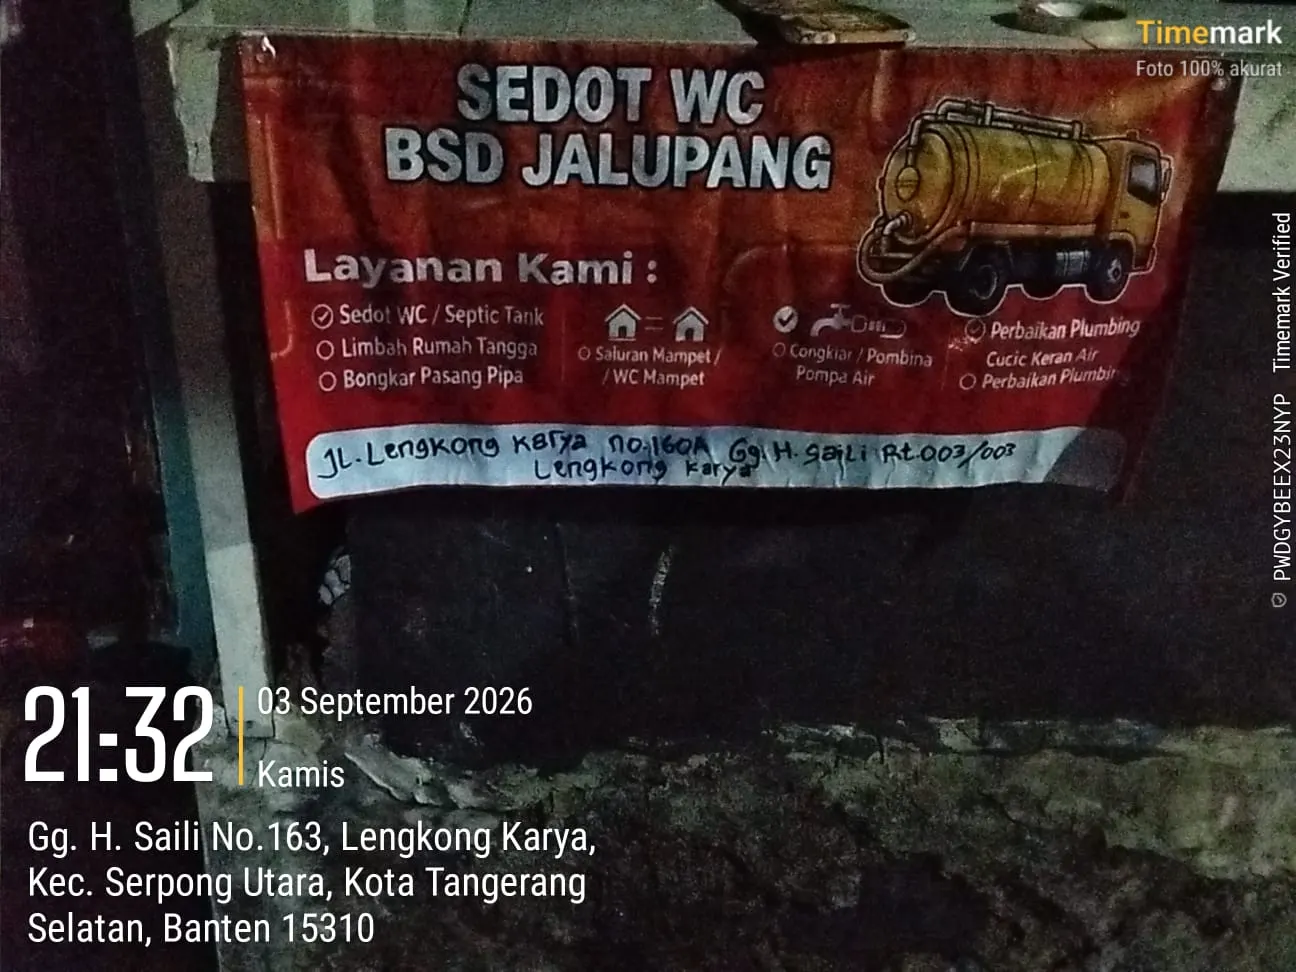 Timemark
Foto 100% akurat
SEDOT WC
BSD JALUPANG
Layanan Kami :
Sedot WC / Septic Tank
Limbah Rumah Tangga
Bongkar Pasang Pipa
Saluran Mampet /
/ WC Mampet
Congkiar / Pombina
Pompa Air
Perbaikan Plumbing
Cucic Keran Air
Perbaikan Plumbing
JL. Lengkong Karya no.160A Gg. H. Saili Rt.003/003
Lengkong Karya
PWDGYBEEX23NYP Timemark Verified
21:32
03 September 2026
Kamis
Gg. H. Saili No.163, Lengkong Karya,
Kec. Serpong Utara, Kota Tangerang
Selatan, Banten 15310